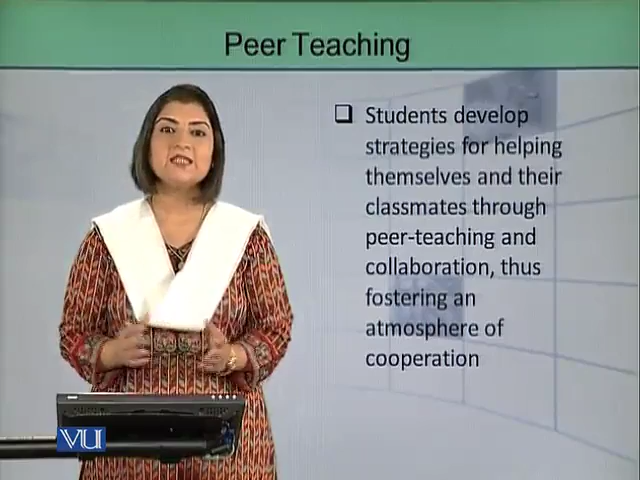 Peer Teaching
❑ Students develop
strategies for helping
themselves and their
classmates through
peer-teaching and
collaboration, thus
fostering an
atmosphere of
cooperation
VU